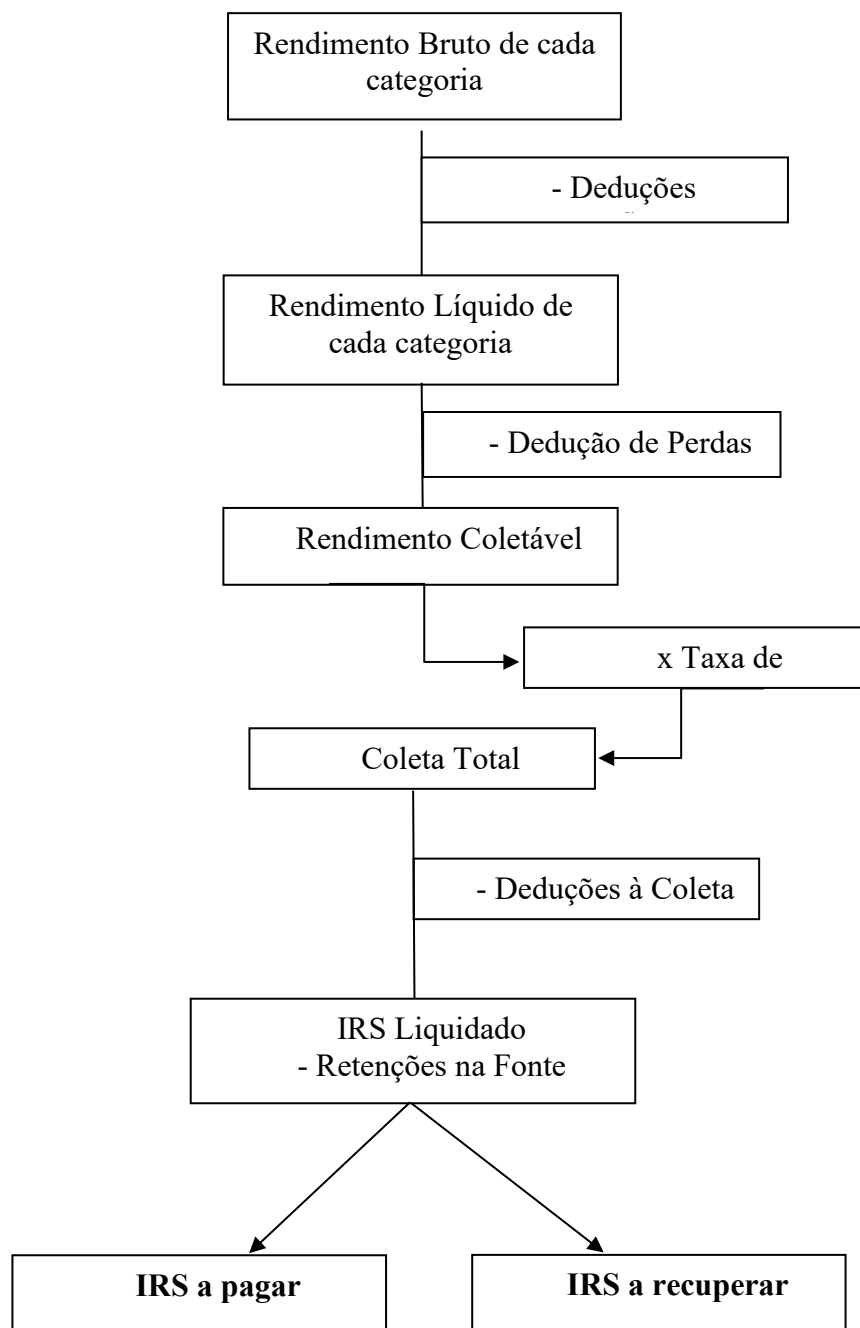 Rendimento Bruto de cada
categoria
- Deduções
Rendimento Líquido de
cada categoria
- Dedução de Perdas
Rendimento Coletável
x Taxa de
Coleta Total
- Deduções à Coleta
IRS Liquidado
- Retenções na Fonte
IRS a pagar
IRS a recuperar